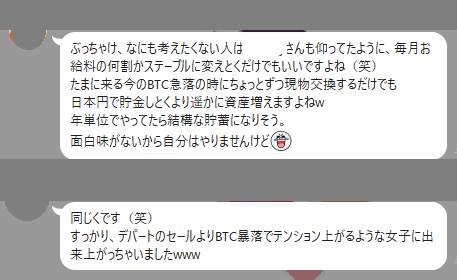 ぶっちゃけ、なにも考えたくない人は さんも仰ってたように、毎月お
給料の何割かステーブルに変えとくだけでもいいですよね（笑）
たまに来る今のBTC急落の時にちょっとずつ現物交換するだけでも
日本円で貯金しとくより遥かに資産増えますよねw
年単位でやってたら結構な貯蓄になりそう。
面白味がないから自分はやりませんけど
同じくです（笑）
すっかり、デパートのセールよりBTC暴落でテンション上がるような女子に出
来上がっちゃいましたwww